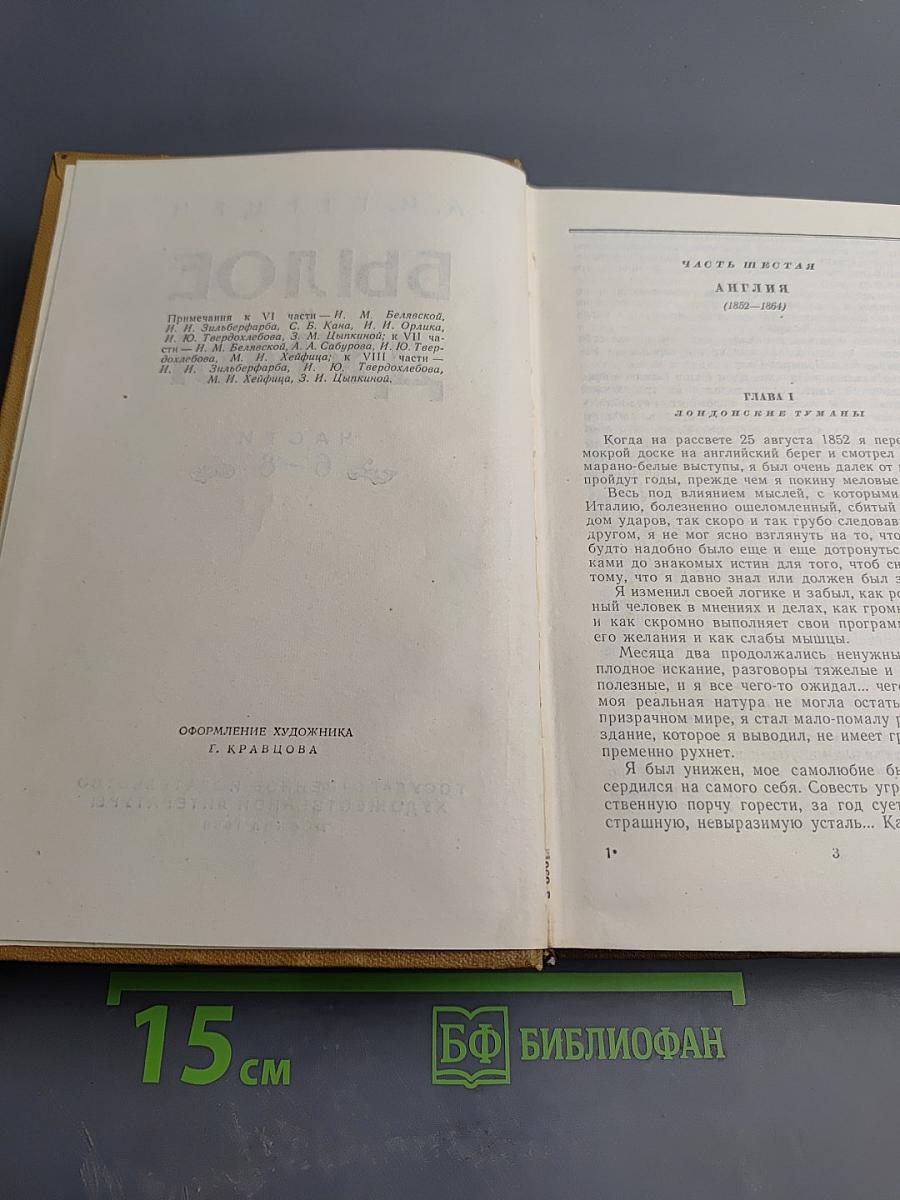 Примечания к VI части — И. М. Белявской,
И. И. Зильберфарба, С. Б. Кана, И. И. Орлика,
И. Ю. Твердохлебова, З. М. Цыпкиной; к VII ча-
сти — И. М. Белявской, А. А. Сабурова, И. Ю. Твер-
дохлебова, М. И. Хейфица; к VIII части —
И. И. Зильберфарба, И. Ю. Твердохлебова,
М. И. Хейфица, З. И. Цыпкиной.
ОФОРМЛЕНИЕ ХУДОЖНИКА
Г. КРАВЦОВА
ЧАСТЬ ШЕСТАЯ
АНГЛИЯ
(1852—1864)
ГЛАВА I
ЛОНДОНСКИЕ ТУМАНЫ
Когда на рассвете 25 августа 1852 я пере
мокрой доске на английский берег и смотрел
марано-белые выступы, я был очень далек от
пройдут годы, прежде чем я покину меловые
Весь под влиянием мыслей, с которыми
Италию, болезненно ошеломленный, сбитый
дом ударов, так скоро и так грубо следовав
другом, я не мог ясно взглянуть на то, что
будто надобно было еще и еще дотронуться
ками до знакомых истин для того, чтоб сн
тому, что я давно знал или должен был з
Я изменил своей логике и забыл, как ро
ный человек в мнениях и делах, как громк
и как скромно выполняет свои програм
его желания и как слабы мышцы.
Месяца два продолжались ненужны
плодное искание, разговоры тяжелые и
полезные, и я все чего-то ожидал... чег
моя реальная натура не могла остать
призрачном мире, я стал мало-помалу р
здание, которое я выводил, не имеет гр
пременно рухнет.
Я был унижен, мое самолюбие бы
сердился на самого себя. Совесть угр
ственную порчу горести, за год сует
страшную, невыразимую усталь... Ка
1*
3
15 см
БФ БИБЛИОФАН